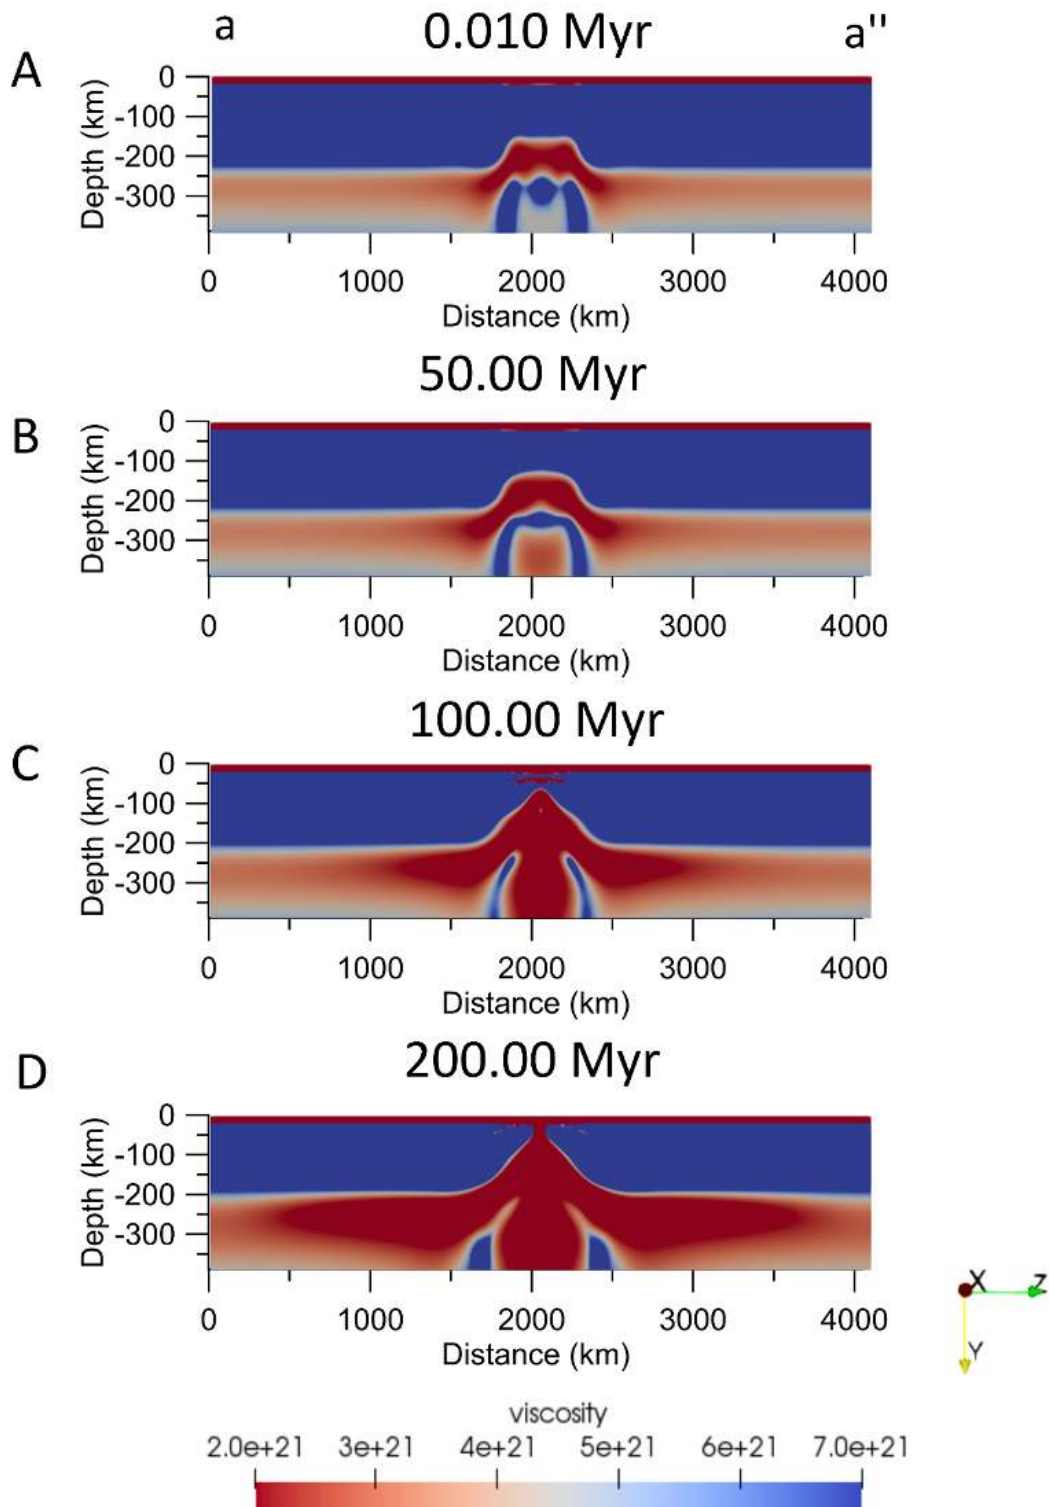 a 0.010 Myr a"
A
0
-100
-200
-300
Depth (km)
0 1000 2000 3000 4000
Distance (km)
50.00 Myr
B
0
-100
-200
-300
Depth (km)
0 1000 2000 3000 4000
Distance (km)
100.00 Myr
C
0
-100
-200
-300
Depth (km)
0 1000 2000 3000 4000
Distance (km)
200.00 Myr
D
0
-100
-200
-300
Depth (km)
0 1000 2000 3000 4000
Distance (km)
X Z
Y
viscosity
2.0e+21 3e+21 4e+21 5e+21 6e+21 7.0e+21